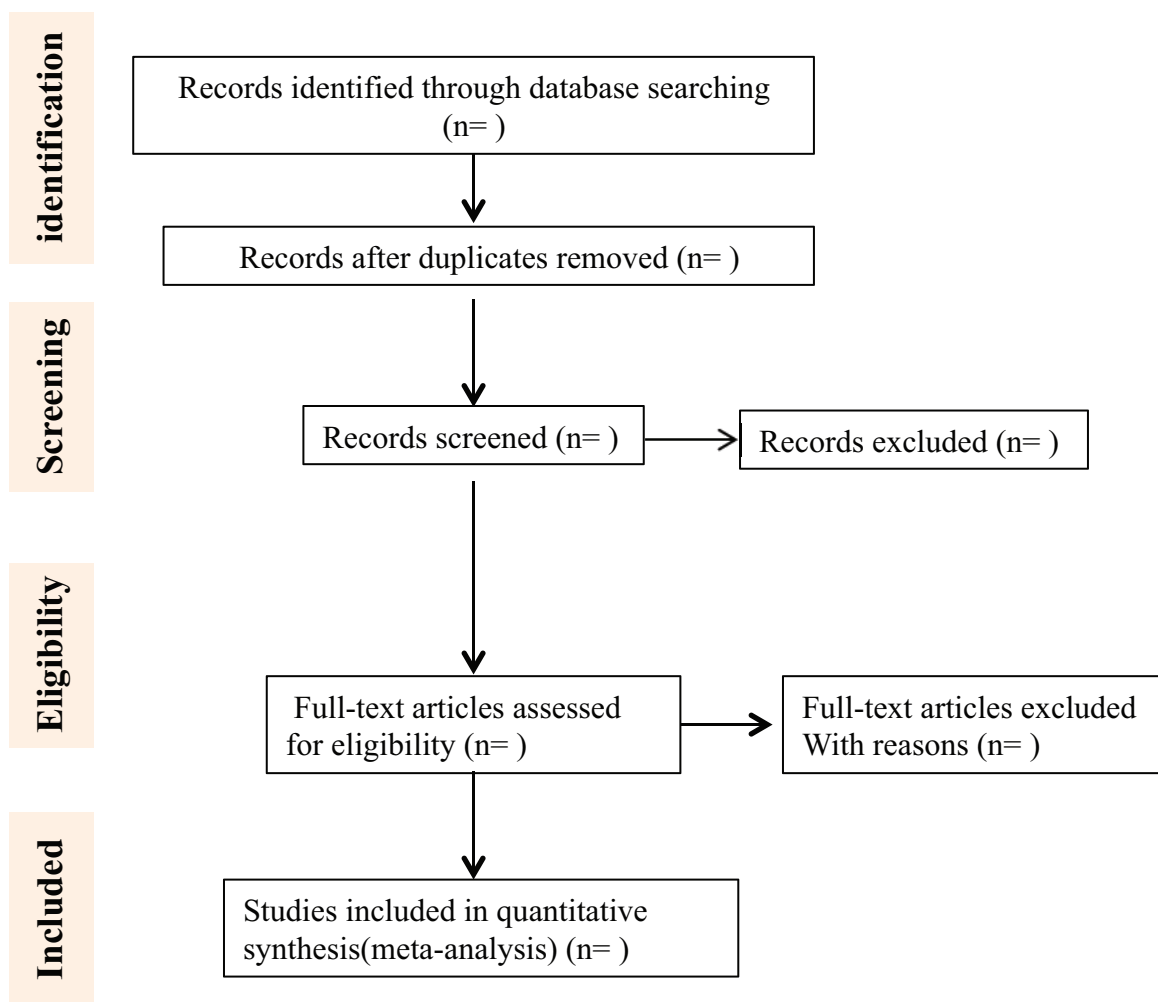 identification
Records identified through database searching
(n= )
Records after duplicates removed (n= )
Screening
Records screened (n= )
Records excluded (n= )
Eligibility
Full-text articles assessed
for eligibility (n= )
Full-text articles excluded
With reasons (n= )
Included
Studies included in quantitative
synthesis(meta-analysis) (n= )